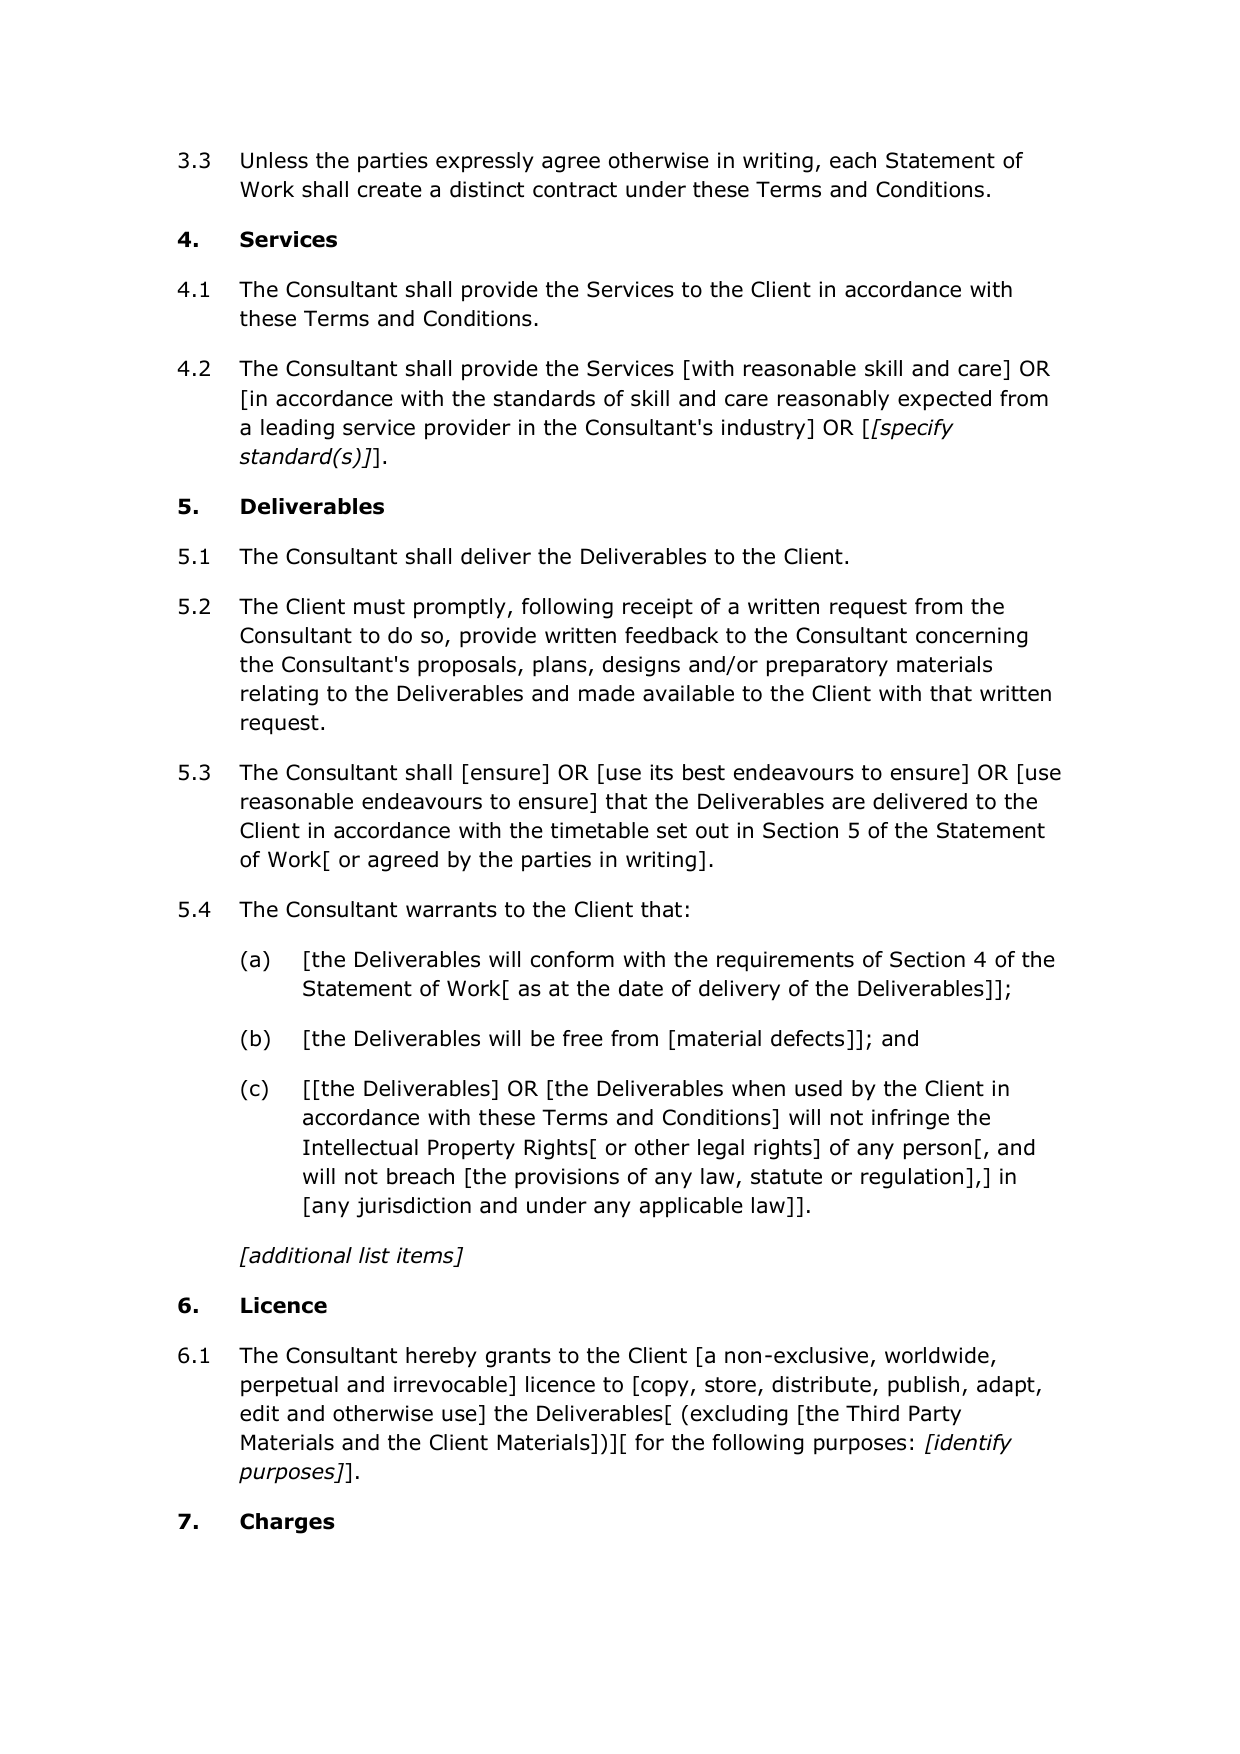 3.3 Unless the parties expressly agree otherwise in writing, each Statement of
Work shall create a distinct contract under these Terms and Conditions.
4. Services
4.1 The Consultant shall provide the Services to the Client in accordance with
these Terms and Conditions.
4.2 The Consultant shall provide the Services [with reasonable skill and care] OR
[in accordance with the standards of skill and care reasonably expected from
a leading service provider in the Consultant's industry] OR [[specify
standard(s)]].
5. Deliverables
5.1 The Consultant shall deliver the Deliverables to the Client.
5.2 The Client must promptly, following receipt of a written request from the
Consultant to do so, provide written feedback to the Consultant concerning
the Consultant's proposals, plans, designs and/or preparatory materials
relating to the Deliverables and made available to the Client with that written
request.
5.3 The Consultant shall [ensure] OR [use its best endeavours to ensure] OR [use
reasonable endeavours to ensure] that the Deliverables are delivered to the
Client in accordance with the timetable set out in Section 5 of the Statement
of Work[ or agreed by the parties in writing].
5.4 The Consultant warrants to the Client that:
(a) [the Deliverables will conform with the requirements of Section 4 of the
Statement of Work[ as at the date of delivery of the Deliverables]];
(b) [the Deliverables will be free from [material defects]]; and
(c) [[the Deliverables] OR [the Deliverables when used by the Client in
accordance with these Terms and Conditions] will not infringe the
Intellectual Property Rights[ or other legal rights] of any person[, and
will not breach [the provisions of any law, statute or regulation],] in
[any jurisdiction and under any applicable law]].
[additional list items]
6. Licence
6.1 The Consultant hereby grants to the Client [a non-exclusive, worldwide,
perpetual and irrevocable] licence to [copy, store, distribute, publish, adapt,
edit and otherwise use] the Deliverables[ (excluding [the Third Party
Materials and the Client Materials])][ for the following purposes: [identify
purposes]].
7. Charges